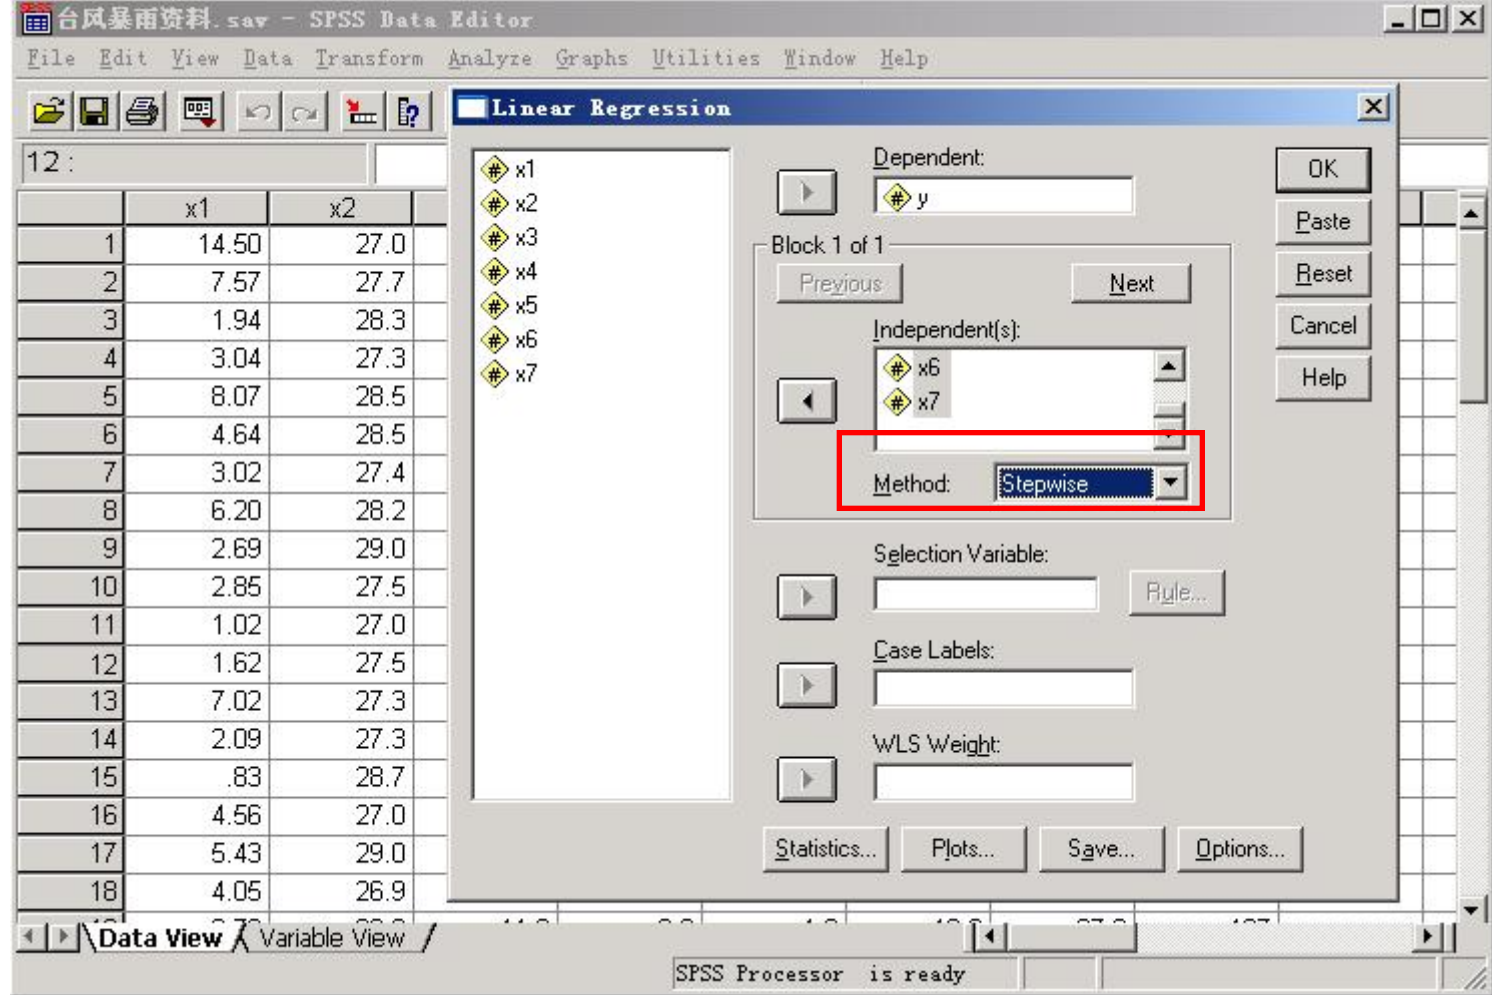 台风暴雨资料.sav - SPSS Data Editor
File Edit View Data Transform Analyze Graphs Utilities Window Help
Linear Regression
12 :
x1 x2
1 14.50 27.0
2 7.57 27.7
3 1.94 28.3
4 3.04 27.3
5 8.07 28.5
6 4.64 28.5
7 3.02 27.4
8 6.20 28.2
9 2.69 29.0
10 2.85 27.5
11 1.02 27.0
12 1.62 27.5
13 7.02 27.3
14 2.09 27.3
15 .83 28.7
16 4.56 27.0
17 5.43 29.0
18 4.05 26.9
x1
x2
x3
x4
x5
x6
x7
Dependent:
y
Block 1 of 1
Previous Next
Independent(s):
x6
x7
Method: Stepwise
Selection Variable:
Rule...
Case Labels:
WLS Weight:
Statistics... Plots... Save... Options...
OK
Paste
Reset
Cancel
Help
Data View Variable View
SPSS Processor is ready